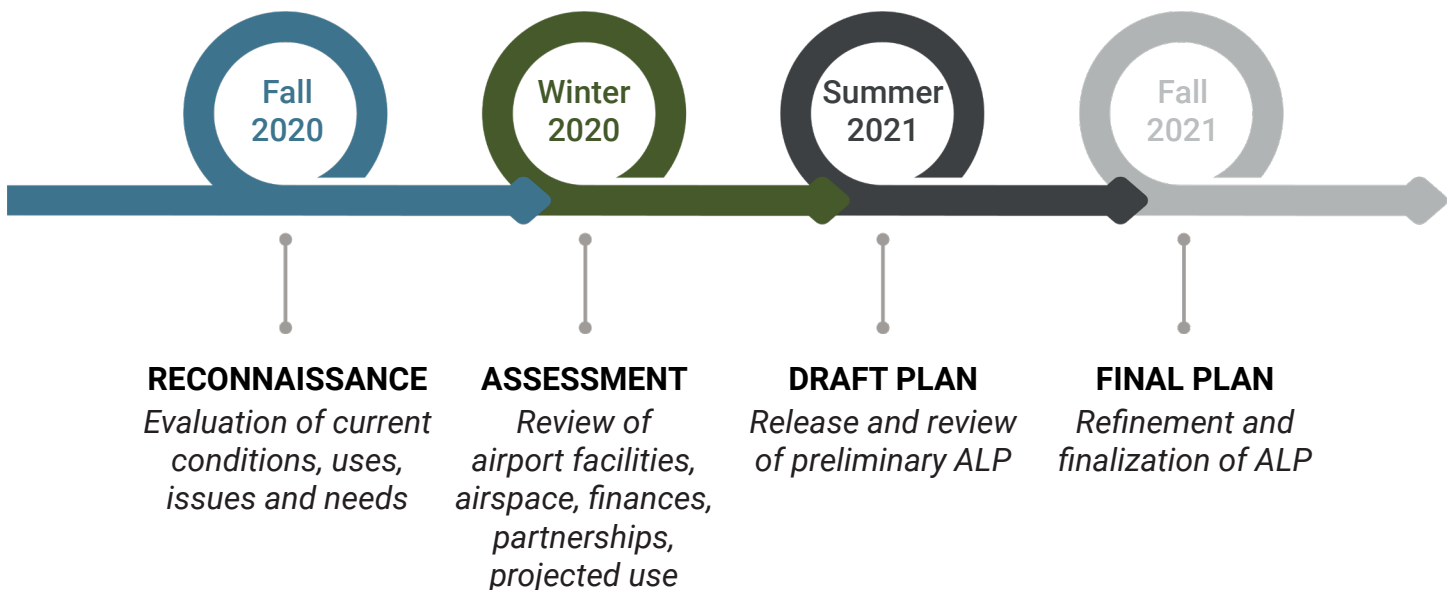 Fall
2020
Winter
2020
Summer
2021
Fall
2021
RECONNAISSANCE
Evaluation of current
conditions, uses,
issues and needs
ASSESSMENT
Review of
airport facilities,
airspace, finances,
partnerships,
projected use
DRAFT PLAN
Release and review
of preliminary ALP
FINAL PLAN
Refinement and
finalization of ALP